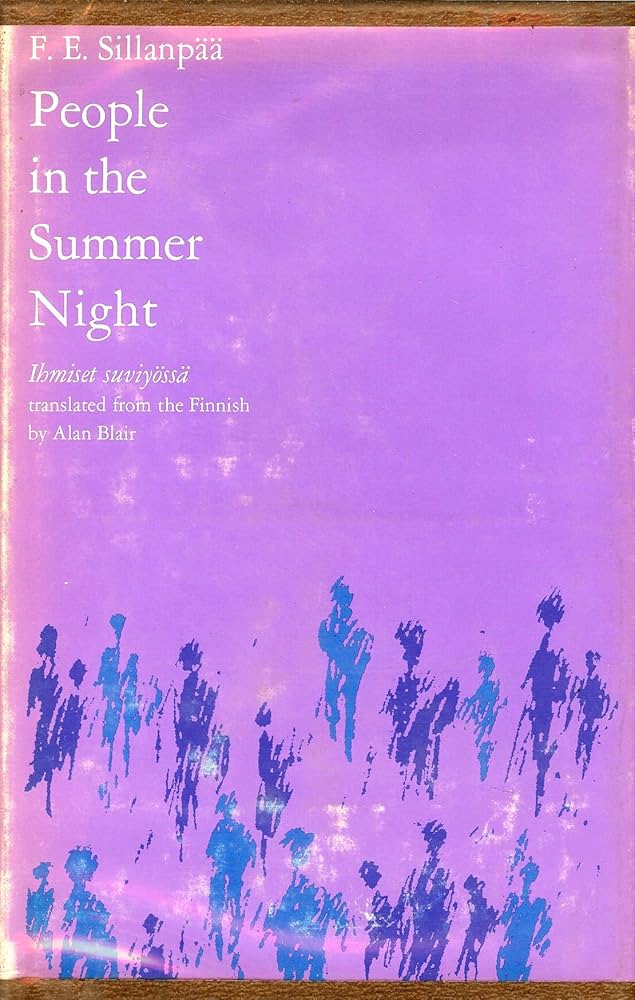 F. E. Sillanpää
People
in the
Summer
Night
Ihmiset suviyössä
translated from the Finnish
by Alan Blair